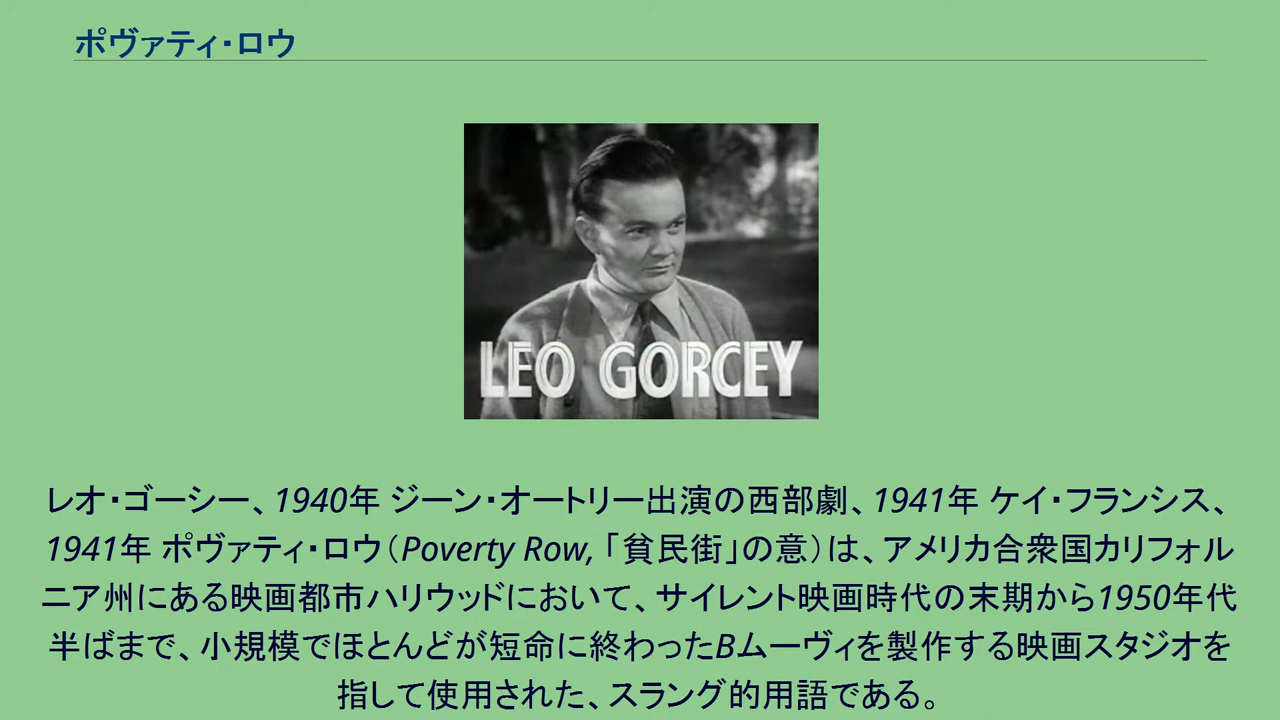 ポヴァティ・ロウ
LEO GORCEY
レオ・ゴーシー、1940年 ジーン・オートリー出演の西部劇、1941年 ケイ・フランシス、
1941年 ポヴァティ・ロウ（Poverty Row, 「貧民街」の意）は、アメリカ合衆国カリフォル
ニア州にある映画都市ハリウッドにおいて、サイレント映画時代の末期から1950年代
半ばまで、小規模でほとんどが短命に終わったBムーヴィを製作する映画スタジオを
指して使用された、スラング的用語である。